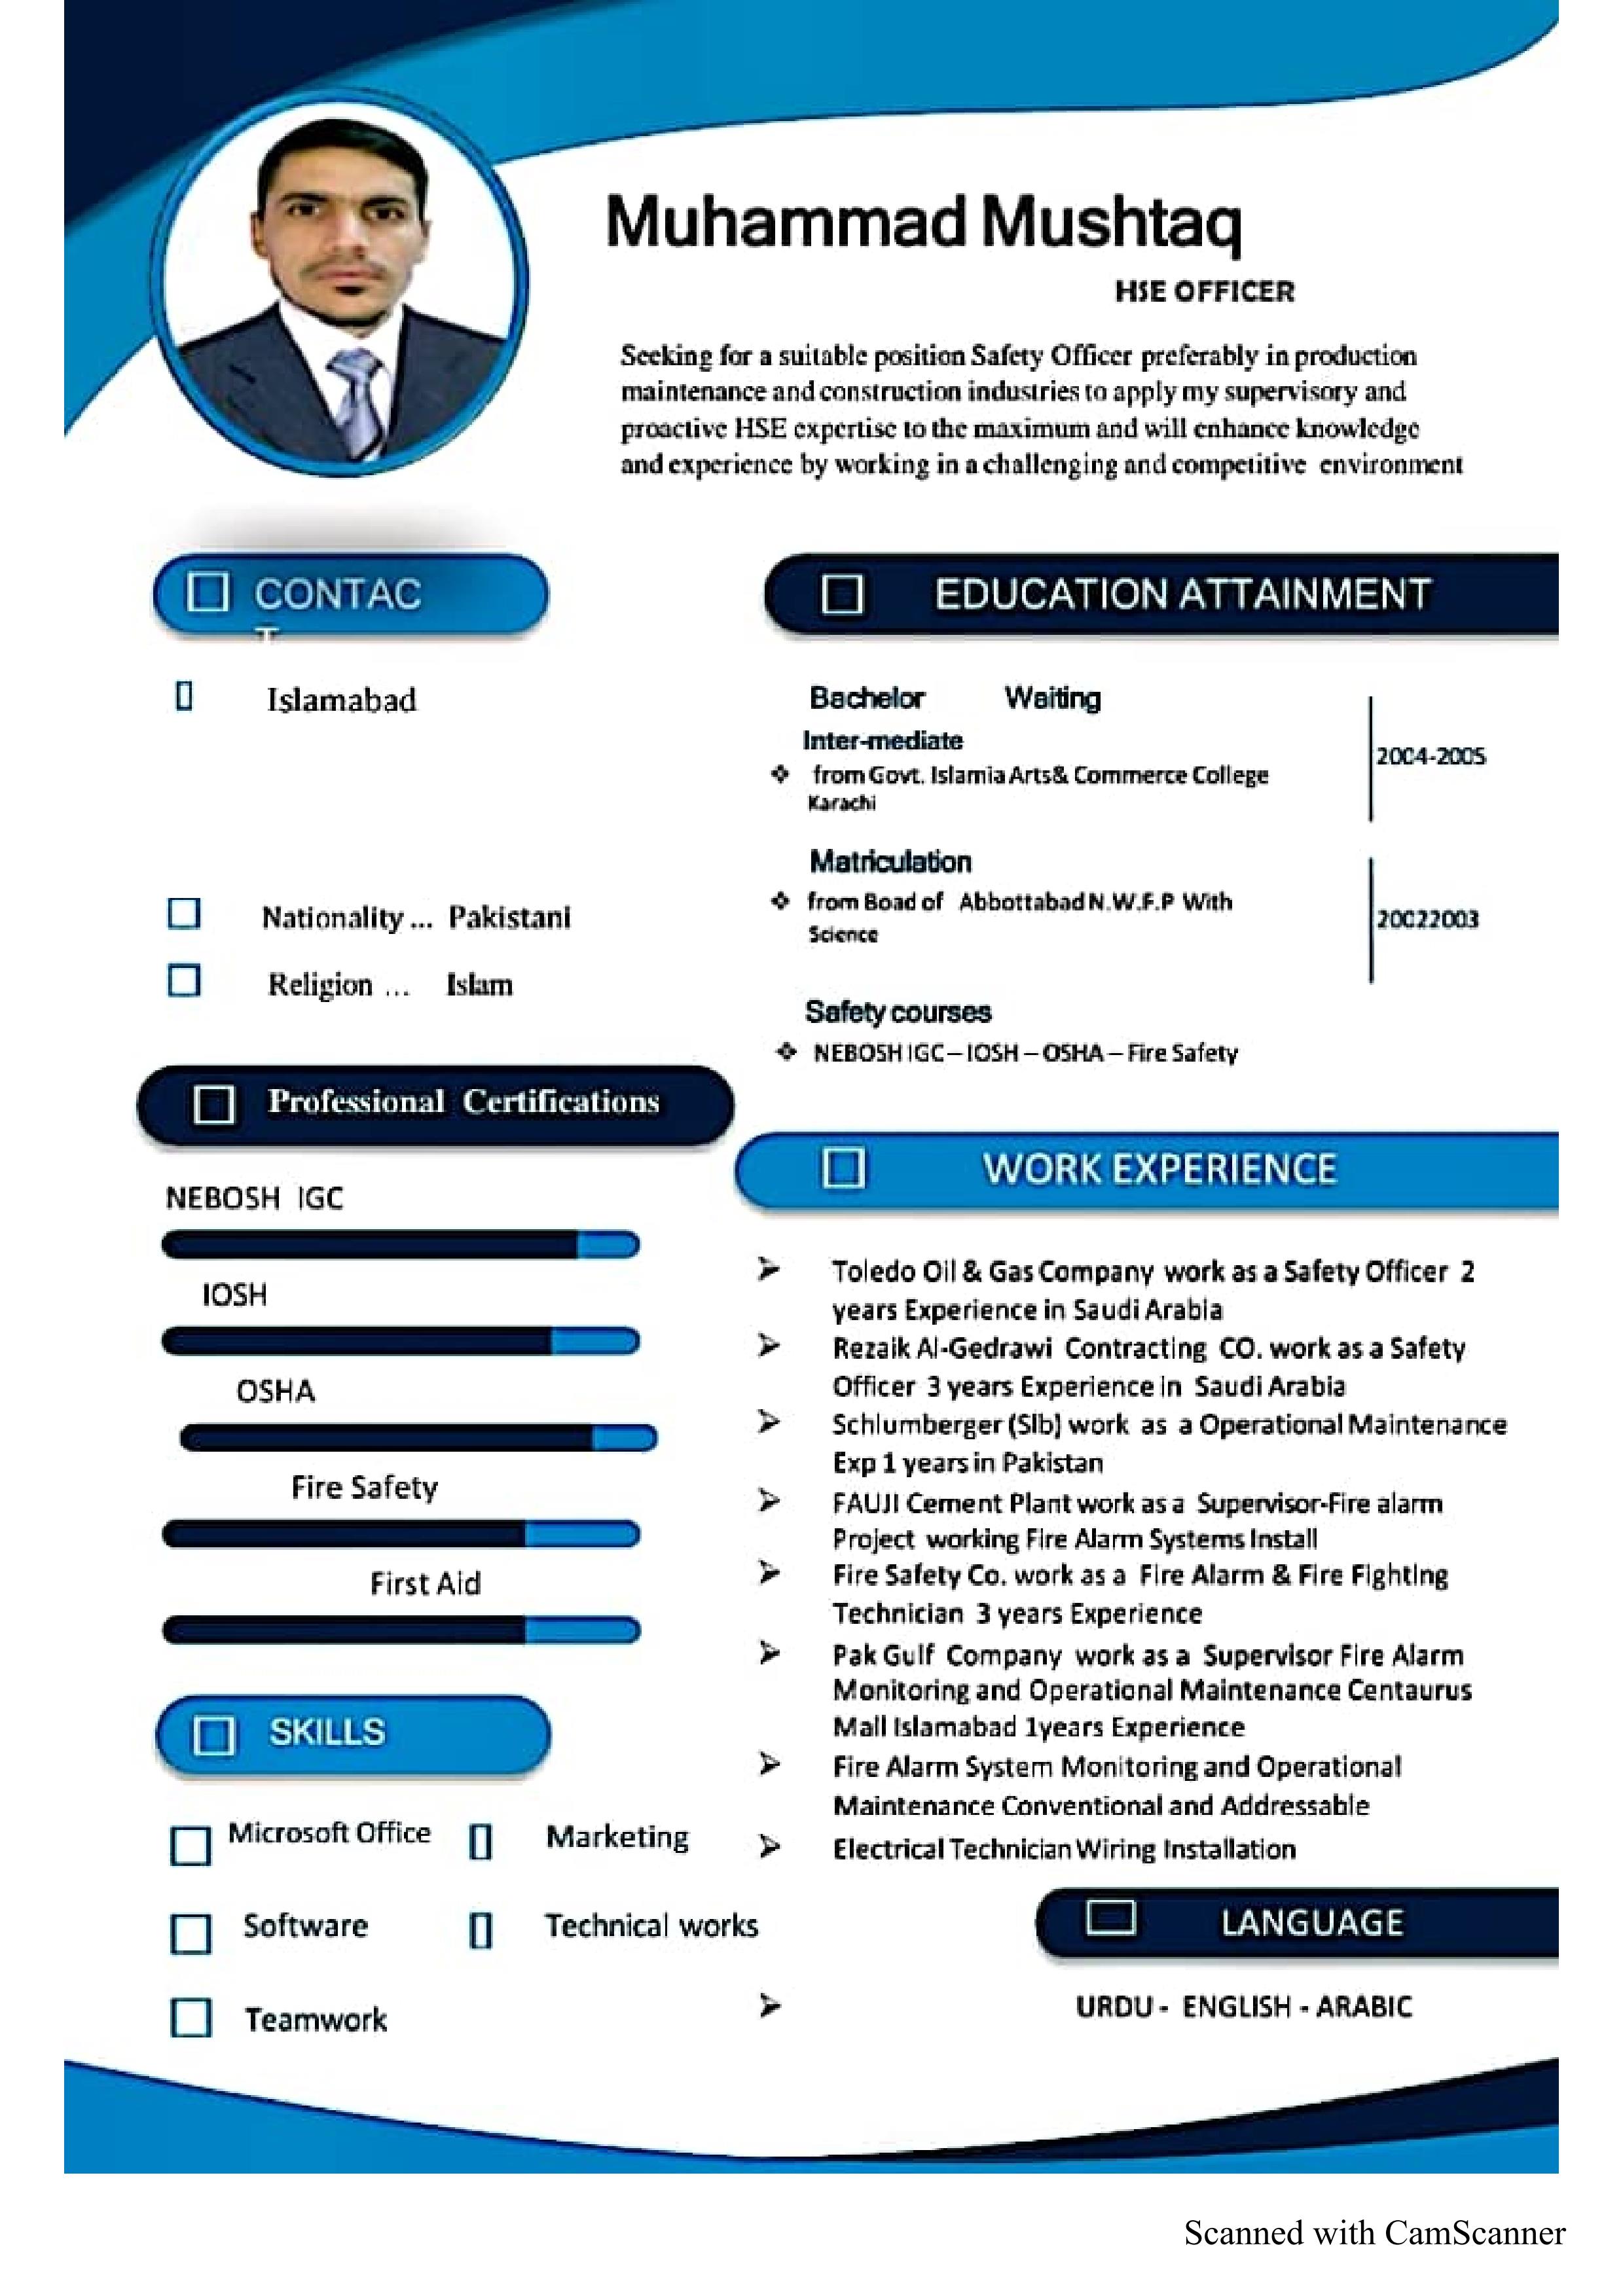 Muhammad Mushtaq
HSE OFFICER
Seeking for a suitable position Safety Officer preferably in production
maintenance and construction industries to apply my supervisory and
proactive HSE expertise to the maximum and will enhance knowledge
and experience by working in a challenging and competitive environment
CONTAC
T
Islamabad
Nationality ... Pakistani
Religion ... Islam
Professional Certifications
NEBOSH IGC
IOSH
OSHA
Fire Safety
First Aid
SKILLS
Microsoft Office
Marketing
Software
Technical works
Teamwork
EDUCATION ATTAINMENT
Bachelor Waiting
Inter-mediate
from Govt. Islamia Arts& Commerce College
Karachi
2004-2005
Matriculation
from Boad of Abbottabad N.W.F.P With
Science
20022003
Safety courses
NEBOSH IGC – IOSH – OSHA – Fire Safety
WORK EXPERIENCE
Toledo Oil & Gas Company work as a Safety Officer 2
years Experience in Saudi Arabia
Rezaik Al-Gedrawi Contracting CO. work as a Safety
Officer 3 years Experience in Saudi Arabia
Schlumberger (Slb) work as a Operational Maintenance
Exp 1 years in Pakistan
FAUJI Cement Plant work as a Supervisor-Fire alarm
Project working Fire Alarm Systems Install
Fire Safety Co. work as a Fire Alarm & Fire Fighting
Technician 3 years Experience
Pak Gulf Company work as a Supervisor Fire Alarm
Monitoring and Operational Maintenance Centaurus
Mall Islamabad 1years Experience
Fire Alarm System Monitoring and Operational
Maintenance Conventional and Addressable
Electrical Technician Wiring Installation
LANGUAGE
URDU - ENGLISH - ARABIC
Scanned with CamScanner